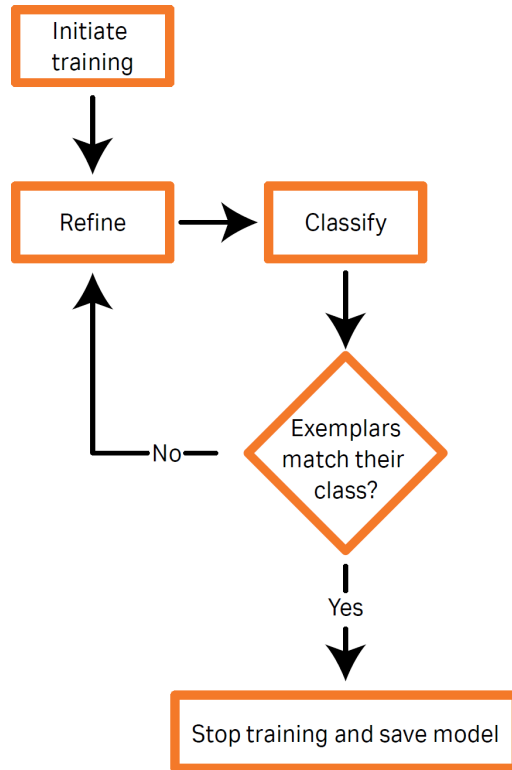 Initiate
training
Refine
Classify
Exemplars
match their
class?
No
Yes
Stop training and save model